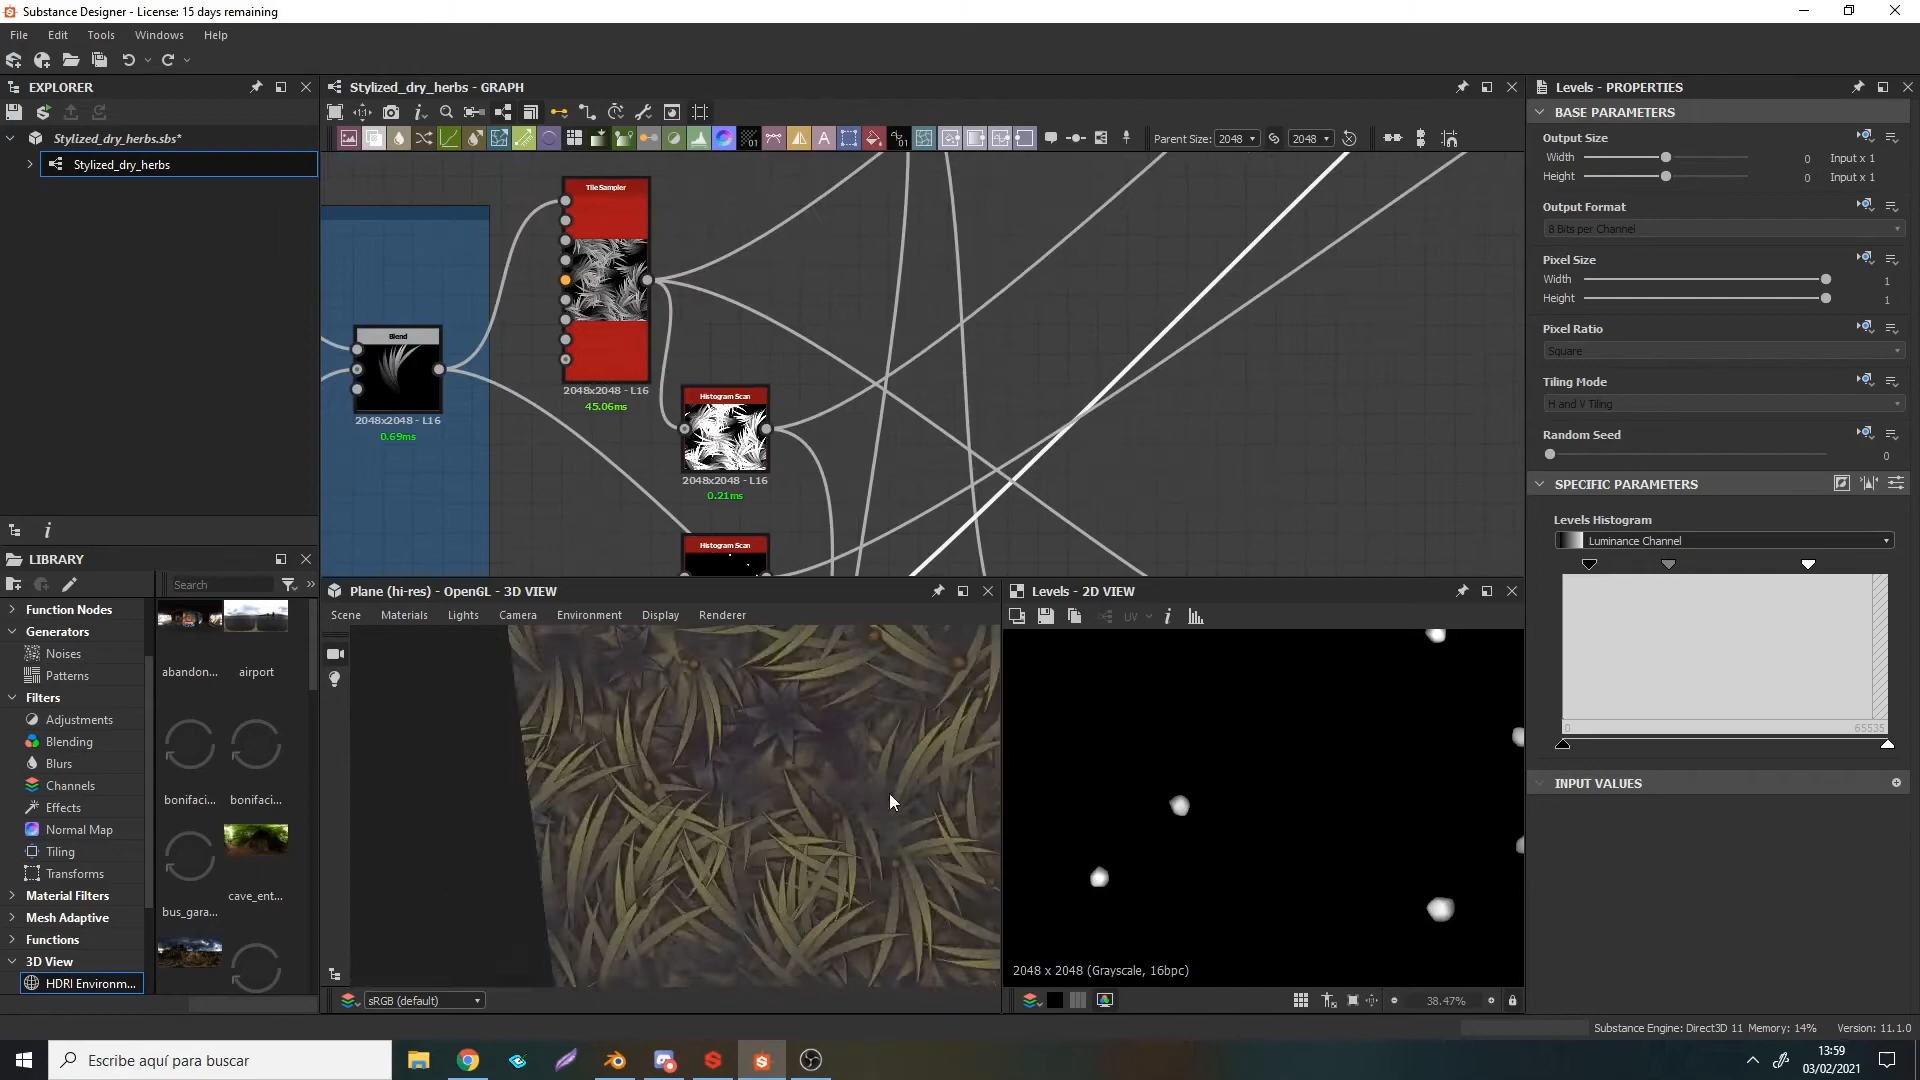 Substance Designer - License: 15 days remaining
File Edit Tools Windows Help
EXPLORER
Stylized_dry_herbs.sbs*
Stylized_dry_herbs
Stylized_dry_herbs - GRAPH
Parent Size: 2048 2048
Tile Sampler
2048x2048 - L16
45.06ms
Blend
2048x2048 - L16
0.69ms
Histogram Scan
2048x2048 - L16
0.21ms
Histogram Scan
LIBRARY
Search
Function Nodes
Generators
Noises
Patterns
Filters
Adjustments
Blending
Blurs
Channels
Effects
Normal Map
Tiling
Transforms
Material Filters
Mesh Adaptive
Functions
3D View
HDRI Environm...
abandon... airport
bonifaci... bonifaci...
bus_gara... cave_ent...
Plane (hi-res) - OpenGL - 3D VIEW
Scene Materials Lights Camera Environment Display Renderer
sRGB (default)
Levels - 2D VIEW
UV
2048 x 2048 (Grayscale, 16bpc)
38.47%
Levels - PROPERTIES
BASE PARAMETERS
Output Size
Width 0 Input x 1
Height 0 Input x 1
Output Format
8 Bits per Channel
Pixel Size
Width 1
Height 1
Pixel Ratio
Square
Tiling Mode
H and V Tiling
Random Seed
0
SPECIFIC PARAMETERS
Levels Histogram
Luminance Channel
0 65535
INPUT VALUES
Substance Engine: Direct3D 11 Memory: 14% Version: 11.1.0
Escribe aquí para buscar
13:59
03/02/2021